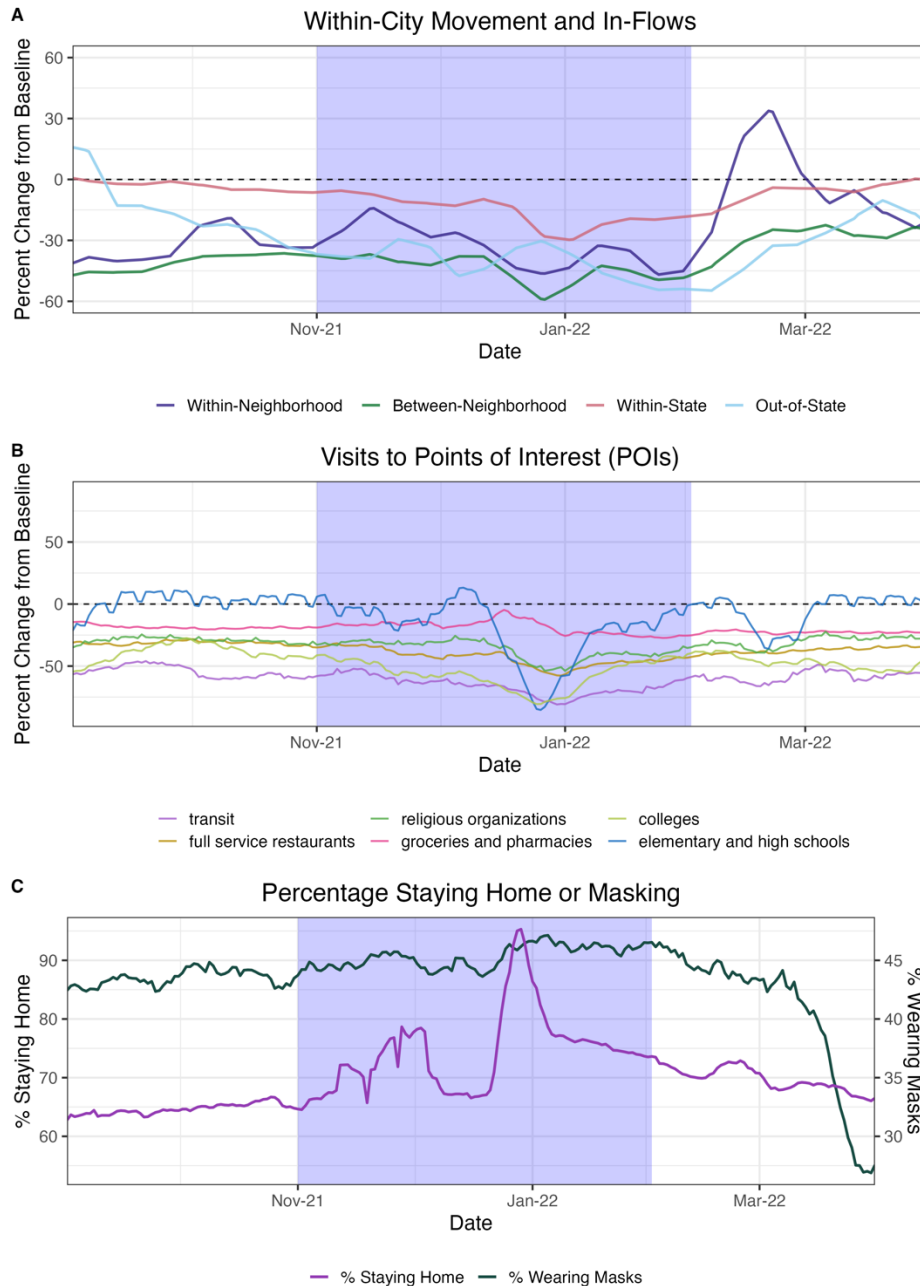 A
Within-City Movement and In-Flows
Percent Change from Baseline
60
30
0
-30
-60
Nov-21 Jan-22 Mar-22
Date
Within-Neighborhood Between-Neighborhood Within-State Out-of-State
B
Visits to Points of Interest (POIs)
Percent Change from Baseline
50
0
-50
Nov-21 Jan-22 Mar-22
Date
transit religious organizations colleges
full service restaurants groceries and pharmacies elementary and high schools
C
Percentage Staying Home or Masking
% Staying Home
90 45
80 40
70 35
60 30
% Wearing Masks
Nov-21 Jan-22 Mar-22
Date
% Staying Home % Wearing Masks